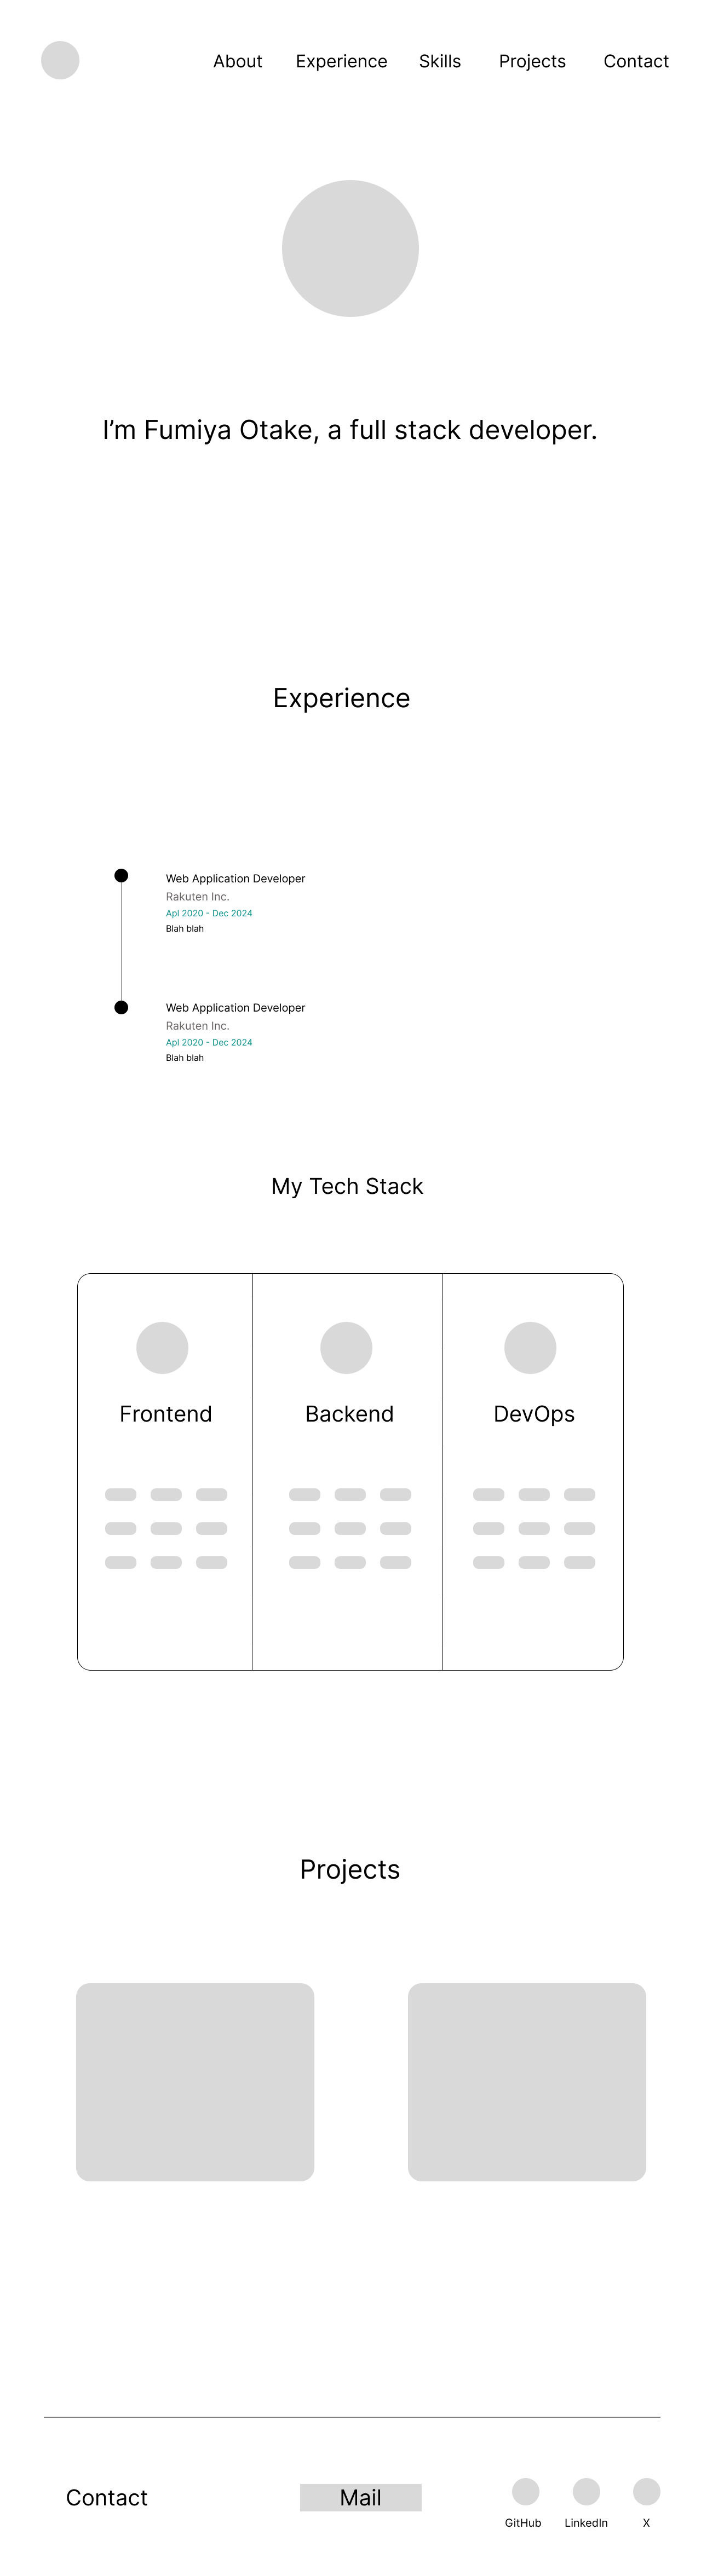 About Experience Skills Projects Contact
I’m Fumiya Otake, a full stack developer.
Experience
Web Application Developer
Rakuten Inc.
Apl 2020 - Dec 2024
Blah blah
Web Application Developer
Rakuten Inc.
Apl 2020 - Dec 2024
Blah blah
My Tech Stack
Frontend Backend DevOps
Projects
Contact Mail
GitHub LinkedIn X